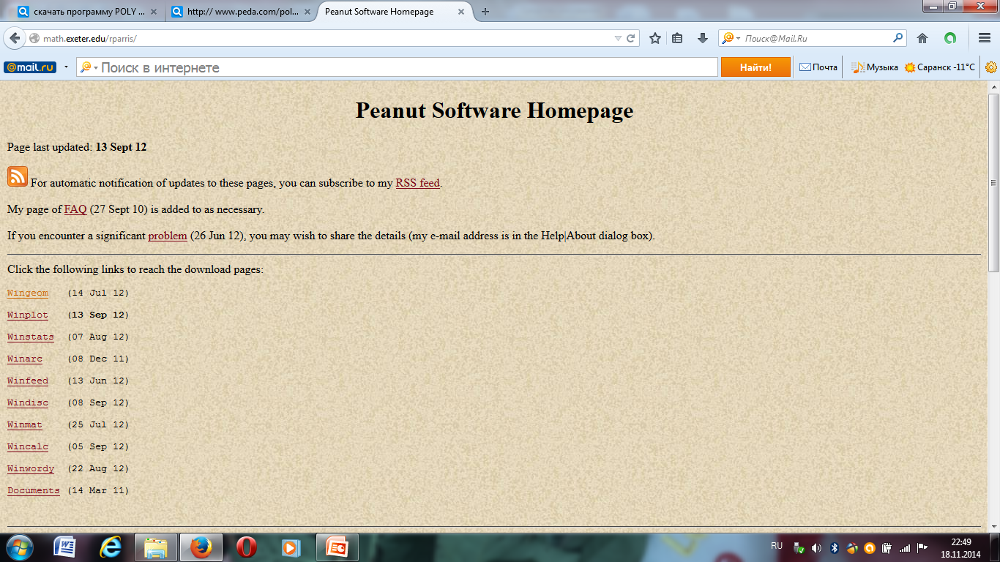 скачать программу POLY ...
http:// www.peda.com/pol...
Peanut Software Homepage
math.exeter.edu/rparris/
Поиск@Mail.Ru
@mail.ru
Поиск в интернете
Найти!
Почта
Музыка
Саранск -11°C
Peanut Software Homepage
Page last updated: 13 Sept 12
For automatic notification of updates to these pages, you can subscribe to my RSS feed.
My page of FAQ (27 Sept 10) is added to as necessary.
If you encounter a significant problem (26 Jun 12), you may wish to share the details (my e-mail address is in the Help|About dialog box).
Click the following links to reach the download pages:
Wingeom (14 Jul 12)
Winplot (13 Sep 12)
Winstats (07 Aug 12)
Winarc (08 Dec 11)
Winfeed (13 Jun 12)
Windisc (08 Sep 12)
Winmat (25 Jul 12)
Wincalc (05 Sep 12)
Winwordy (22 Aug 12)
Documents (14 Mar 11)
RU
22:49
18.11.2014